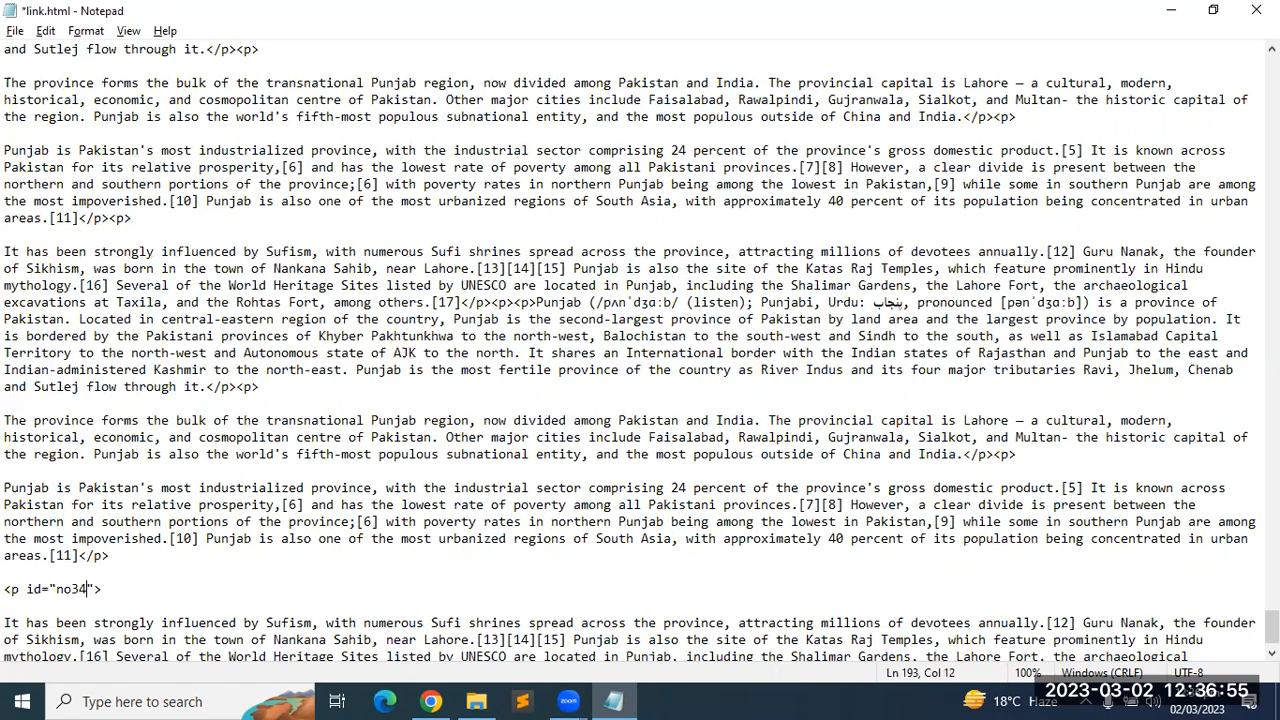 *link.html - Notepad
File Edit Format View Help
and Sutlej flow through it.</p><p>
The province forms the bulk of the transnational Punjab region, now divided among Pakistan and India. The provincial capital is Lahore — a cultural, modern,
historical, economic, and cosmopolitan centre of Pakistan. Other major cities include Faisalabad, Rawalpindi, Gujranwala, Sialkot, and Multan- the historic capital of
the region. Punjab is also the world's fifth-most populous subnational entity, and the most populous outside of China and India.</p><p>
Punjab is Pakistan's most industrialized province, with the industrial sector comprising 24 percent of the province's gross domestic product.[5] It is known across
Pakistan for its relative prosperity,[6] and has the lowest rate of poverty among all Pakistani provinces.[7][8] However, a clear divide is present between the
northern and southern portions of the province;[6] with poverty rates in northern Punjab being among the lowest in Pakistan,[9] while some in southern Punjab are among
the most impoverished.[10] Punjab is also one of the most urbanized regions of South Asia, with approximately 40 percent of its population being concentrated in urban
areas.[11]</p><p>
It has been strongly influenced by Sufism, with numerous Sufi shrines spread across the province, attracting millions of devotees annually.[12] Guru Nanak, the founder
of Sikhism, was born in the town of Nankana Sahib, near Lahore.[13][14][15] Punjab is also the site of the Katas Raj Temples, which feature prominently in Hindu
mythology.[16] Several of the World Heritage Sites listed by UNESCO are located in Punjab, including the Shalimar Gardens, the Lahore Fort, the archaeological
excavations at Taxila, and the Rohtas Fort, among others.[17]</p><p><p>Punjab (/pʌnˈdʒɑːb/ (listen); Punjabi, Urdu: پنجاب, pronounced [pənˈdʒɑːb]) is a province of
Pakistan. Located in central-eastern region of the country, Punjab is the second-largest province of Pakistan by land area and the largest province by population. It
is bordered by the Pakistani provinces of Khyber Pakhtunkhwa to the north-west, Balochistan to the south-west and Sindh to the south, as well as Islamabad Capital
Territory to the north-west and Autonomous state of AJK to the north. It shares an International border with the Indian states of Rajasthan and Punjab to the east and
Indian-administered Kashmir to the north-east. Punjab is the most fertile province of the country as River Indus and its four major tributaries Ravi, Jhelum, Chenab
and Sutlej flow through it.</p><p>
The province forms the bulk of the transnational Punjab region, now divided among Pakistan and India. The provincial capital is Lahore — a cultural, modern,
historical, economic, and cosmopolitan centre of Pakistan. Other major cities include Faisalabad, Rawalpindi, Gujranwala, Sialkot, and Multan- the historic capital of
the region. Punjab is also the world's fifth-most populous subnational entity, and the most populous outside of China and India.</p><p>
Punjab is Pakistan's most industrialized province, with the industrial sector comprising 24 percent of the province's gross domestic product.[5] It is known across
Pakistan for its relative prosperity,[6] and has the lowest rate of poverty among all Pakistani provinces.[7][8] However, a clear divide is present between the
northern and southern portions of the province;[6] with poverty rates in northern Punjab being among the lowest in Pakistan,[9] while some in southern Punjab are among
the most impoverished.[10] Punjab is also one of the most urbanized regions of South Asia, with approximately 40 percent of its population being concentrated in urban
areas.[11]</p>
<p id="no34">
It has been strongly influenced by Sufism, with numerous Sufi shrines spread across the province, attracting millions of devotees annually.[12] Guru Nanak, the founder
of Sikhism, was born in the town of Nankana Sahib, near Lahore.[13][14][15] Punjab is also the site of the Katas Raj Temples, which feature prominently in Hindu
mythology.[16] Several of the World Heritage Sites listed by UNESCO are located in Punjab, including the Shalimar Gardens, the Lahore Fort, the archaeological
Ln 193, Col 12 100% Windows (CRLF) UTF-8
Type here to search
zoom
18°C Haze
2023-03-02 12:36:55
02/03/2023